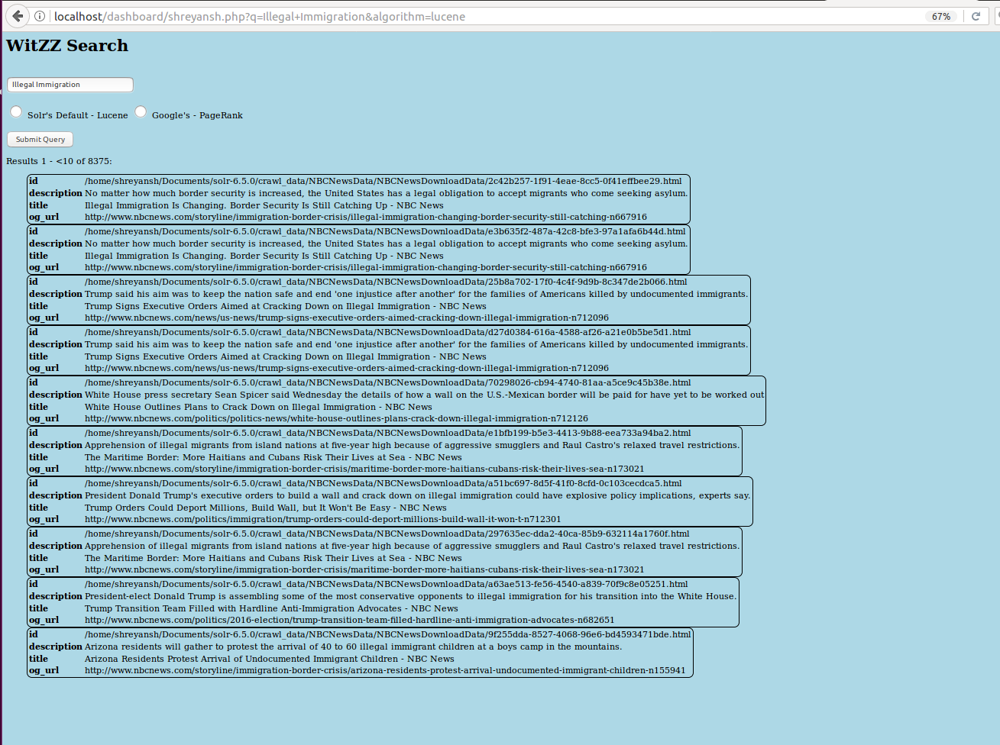 localhost/dashboard/shreyansh.php?q=Illegal+Immigration&algorithm=lucene
67%
WitZZ Search
Illegal Immigration
Solr's Default - Lucene Google's - PageRank
Submit Query
Results 1 - <10 of 8375:
id /home/shreyansh/Documents/solr-6.5.0/crawl_data/NBCNewsData/NBCNewsDownloadData/2c42b257-1f91-4eae-8cc5-0f41effbee29.html
description No matter how much border security is increased, the United States has a legal obligation to accept migrants who come seeking asylum.
title Illegal Immigration Is Changing. Border Security Is Still Catching Up - NBC News
og_url http://www.nbcnews.com/storyline/immigration-border-crisis/illegal-immigration-changing-border-security-still-catching-n667916
id /home/shreyansh/Documents/solr-6.5.0/crawl_data/NBCNewsData/NBCNewsDownloadData/e3b635f2-487a-42c8-bfe3-97a1afa6b44d.html
description No matter how much border security is increased, the United States has a legal obligation to accept migrants who come seeking asylum.
title Illegal Immigration Is Changing. Border Security Is Still Catching Up - NBC News
og_url http://www.nbcnews.com/storyline/immigration-border-crisis/illegal-immigration-changing-border-security-still-catching-n667916
id /home/shreyansh/Documents/solr-6.5.0/crawl_data/NBCNewsData/NBCNewsDownloadData/25b8a702-17f0-4c4f-9d9b-8c347de2b066.html
description Trump said his aim was to keep the nation safe and end 'one injustice after another' for the families of Americans killed by undocumented immigrants.
title Trump Signs Executive Orders Aimed at Cracking Down on Illegal Immigration - NBC News
og_url http://www.nbcnews.com/news/us-news/trump-signs-executive-orders-aimed-cracking-down-illegal-immigration-n712096
id /home/shreyansh/Documents/solr-6.5.0/crawl_data/NBCNewsData/NBCNewsDownloadData/d27d0384-616a-4588-af26-a21e0b5be5d1.html
description Trump said his aim was to keep the nation safe and end 'one injustice after another' for the families of Americans killed by undocumented immigrants.
title Trump Signs Executive Orders Aimed at Cracking Down on Illegal Immigration - NBC News
og_url http://www.nbcnews.com/news/us-news/trump-signs-executive-orders-aimed-cracking-down-illegal-immigration-n712096
id /home/shreyansh/Documents/solr-6.5.0/crawl_data/NBCNewsData/NBCNewsDownloadData/70298026-cb94-4740-81aa-a5ce9c45b38e.html
description White House press secretary Sean Spicer said Wednesday the details of how a wall on the U.S.-Mexican border will be paid for have yet to be worked out
title White House Outlines Plans to Crack Down on Illegal Immigration - NBC News
og_url http://www.nbcnews.com/politics/politics-news/white-house-outlines-plans-crack-down-illegal-immigration-n712126
id /home/shreyansh/Documents/solr-6.5.0/crawl_data/NBCNewsData/NBCNewsDownloadData/e1bfb199-b5e3-4413-9b88-eea733a94ba2.html
description Apprehension of illegal migrants from island nations at five-year high because of aggressive smugglers and Raul Castro's relaxed travel restrictions.
title The Maritime Border: More Haitians and Cubans Risk Their Lives at Sea - NBC News
og_url http://www.nbcnews.com/storyline/immigration-border-crisis/maritime-border-more-haitians-cubans-risk-their-lives-sea-n173021
id /home/shreyansh/Documents/solr-6.5.0/crawl_data/NBCNewsData/NBCNewsDownloadData/a51bc697-8d5f-41f0-8cfd-0c103cecdca5.html
description President Donald Trump's executive orders to build a wall and crack down on illegal immigration could have explosive policy implications, experts say.
title Trump Orders Could Deport Millions, Build Wall, but It Won't Be Easy - NBC News
og_url http://www.nbcnews.com/politics/immigration/trump-orders-could-deport-millions-build-wall-it-won-t-n712301
id /home/shreyansh/Documents/solr-6.5.0/crawl_data/NBCNewsData/NBCNewsDownloadData/297635ec-dda2-40ca-85b9-632114a1760f.html
description Apprehension of illegal migrants from island nations at five-year high because of aggressive smugglers and Raul Castro's relaxed travel restrictions.
title The Maritime Border: More Haitians and Cubans Risk Their Lives at Sea - NBC News
og_url http://www.nbcnews.com/storyline/immigration-border-crisis/maritime-border-more-haitians-cubans-risk-their-lives-sea-n173021
id /home/shreyansh/Documents/solr-6.5.0/crawl_data/NBCNewsData/NBCNewsDownloadData/a63ae513-fe56-4540-a839-70f9c8e05251.html
description President-elect Donald Trump is assembling some of the most conservative opponents to illegal immigration for his transition into the White House.
title Trump Transition Team Filled with Hardline Anti-Immigration Advocates - NBC News
og_url http://www.nbcnews.com/politics/2016-election/trump-transition-team-filled-hardline-anti-immigration-advocates-n682651
id /home/shreyansh/Documents/solr-6.5.0/crawl_data/NBCNewsData/NBCNewsDownloadData/9f255dda-8527-4068-96e6-bd4593471bde.html
description Arizona residents will gather to protest the arrival of 40 to 60 illegal immigrant children at a boys camp in the mountains.
title Arizona Residents Protest Arrival of Undocumented Immigrant Children - NBC News
og_url http://www.nbcnews.com/storyline/immigration-border-crisis/arizona-residents-protest-arrival-undocumented-immigrant-children-n155941